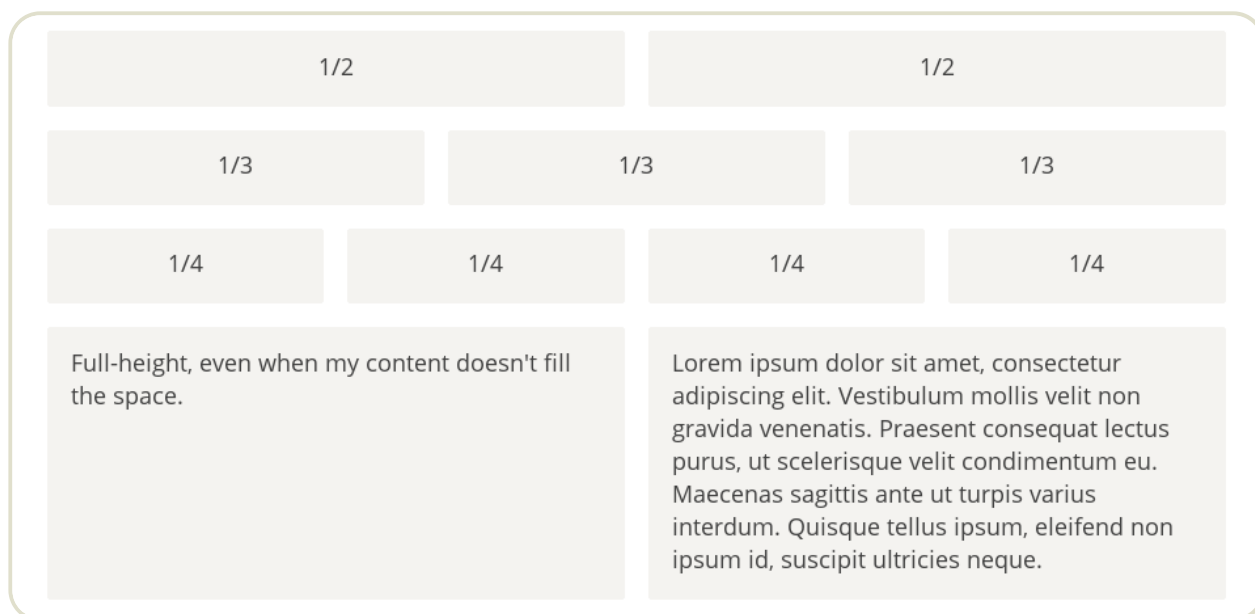 1/2 1/2
1/3 1/3 1/3
1/4 1/4 1/4 1/4
Full-height, even when my content doesn't fill
the space.
Lorem ipsum dolor sit amet, consectetur
adipiscing elit. Vestibulum mollis velit non
gravida venenatis. Praesent consequat lectus
purus, ut scelerisque velit condimentum eu.
Maecenas sagittis ante ut turpis varius
interdum. Quisque tellus ipsum, eleifend non
ipsum id, suscipit ultricies neque.